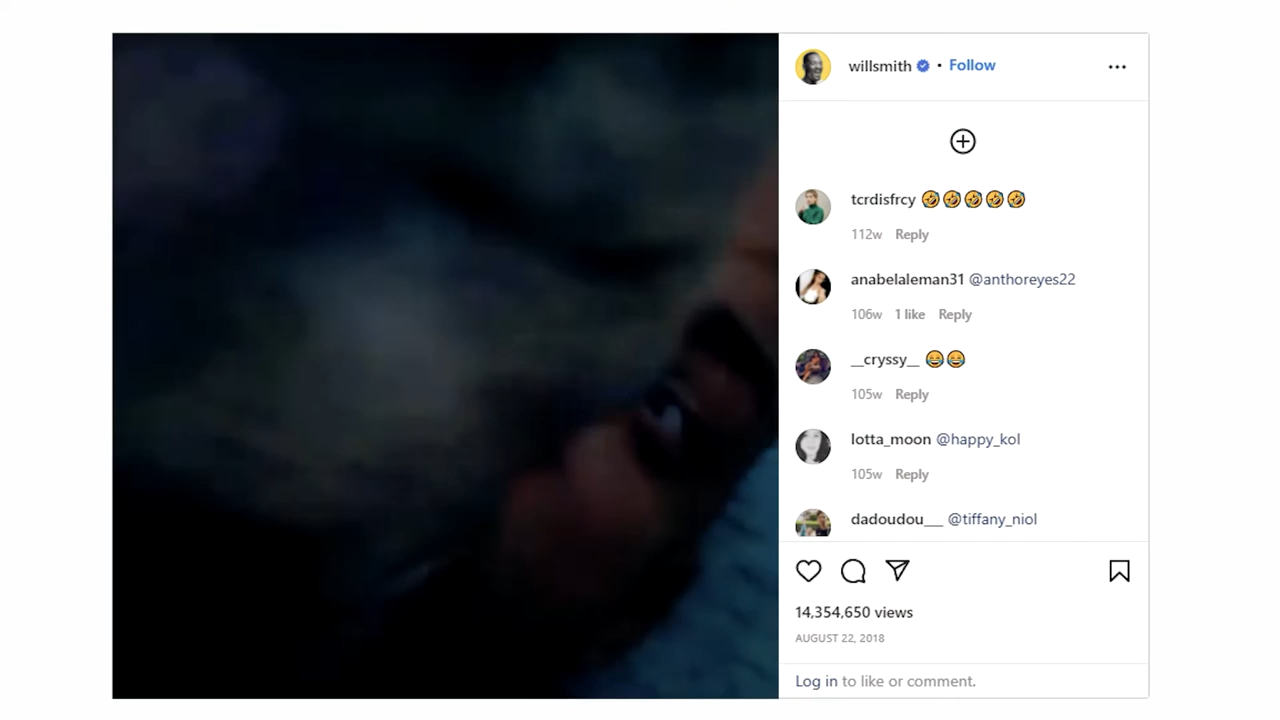 willsmith • Follow
tcrdisfrcy 🤣🤣🤣🤣🤣
112w Reply
anabelaleman31 @anthoreyes22
106w 1 like Reply
__cryssy__ 😂😂
105w Reply
lotta_moon @happy_kol
105w Reply
dadoudou___ @tiffany_niol
14,354,650 views
AUGUST 22, 2018
Log in to like or comment.